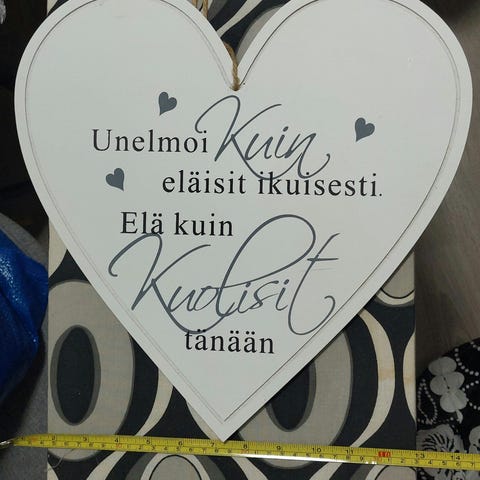 Unelmoi Kuin
eläisit ikuisesti.
Elä kuin
Kuolisit
tänään